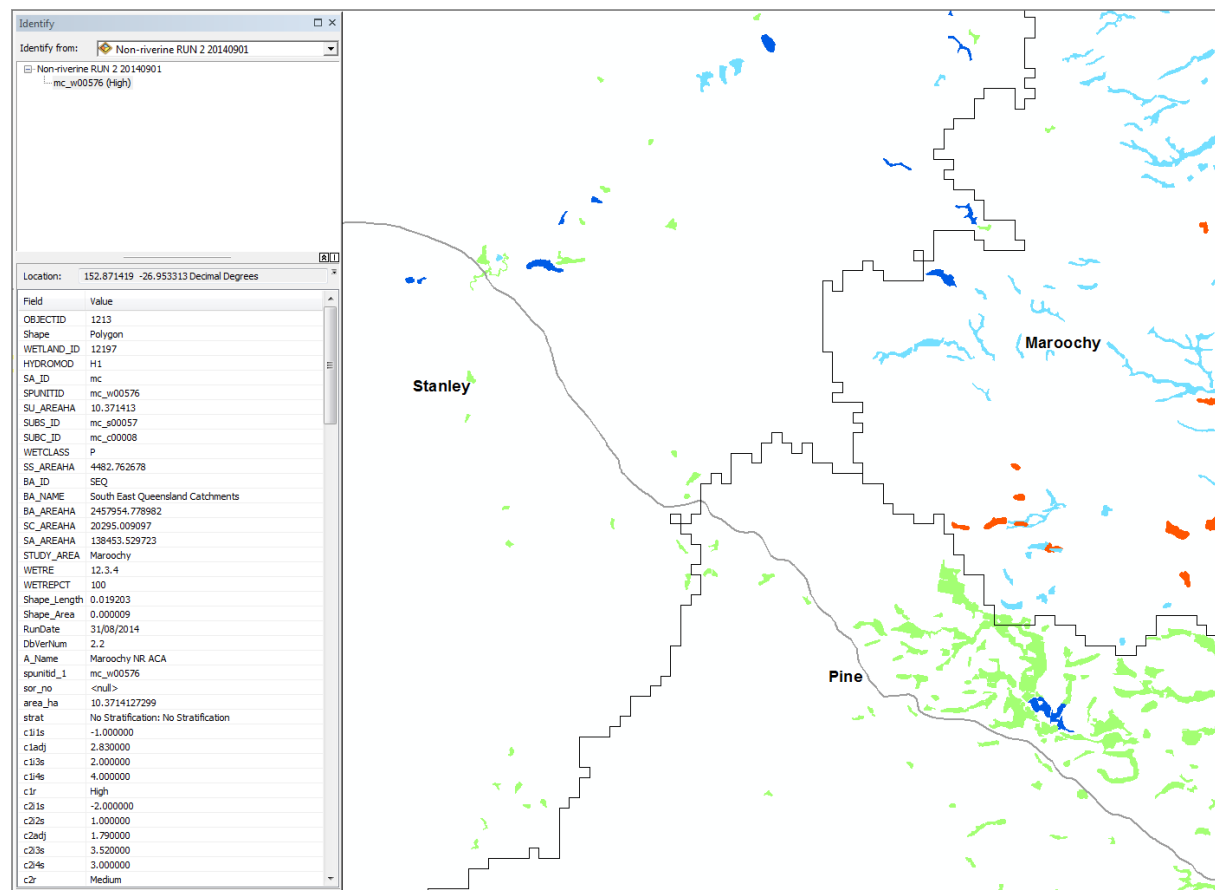 Identify
Identify from: Non-riverine RUN 2 20140901
Non-riverine RUN 2 20140901
mc_w00576 (High)
Location: 152.871419 -26.953313 Decimal Degrees
Field Value
OBJECTID 1213
Shape Polygon
WETLAND_ID 12197
HYDROMOD H1
SA_ID mc
SPUNITID mc_w00576
SU_AREAHA 10.371413
SUBS_ID mc_s00057
SUBC_ID mc_c00008
WETCLASS P
SS_AREAHA 4482.762678
BA_ID SEQ
BA_NAME South East Queensland Catchments
BA_AREAHA 2457954.778982
SC_AREAHA 20295.009097
SA_AREAHA 138453.529723
STUDY_AREA Maroochy
WETRE 12.3.4
WETREPCT 100
Shape_Length 0.019203
Shape_Area 0.000009
RunDate 31/08/2014
DbVerNum 2.2
A_Name Maroochy NR ACA
spunitid_1 mc_w00576
sor_no <null>
area_ha 10.3714127299
strat No Stratification: No Stratification
c1i1s -1.000000
c1adj 2.830000
c1i3s 2.000000
c1i4s 4.000000
c1r High
c2i1s -2.000000
c2i2s 1.000000
c2adj 1.790000
c2i3s 3.520000
c2i4s 3.000000
c2r Medium
Maroochy
Stanley
Pine